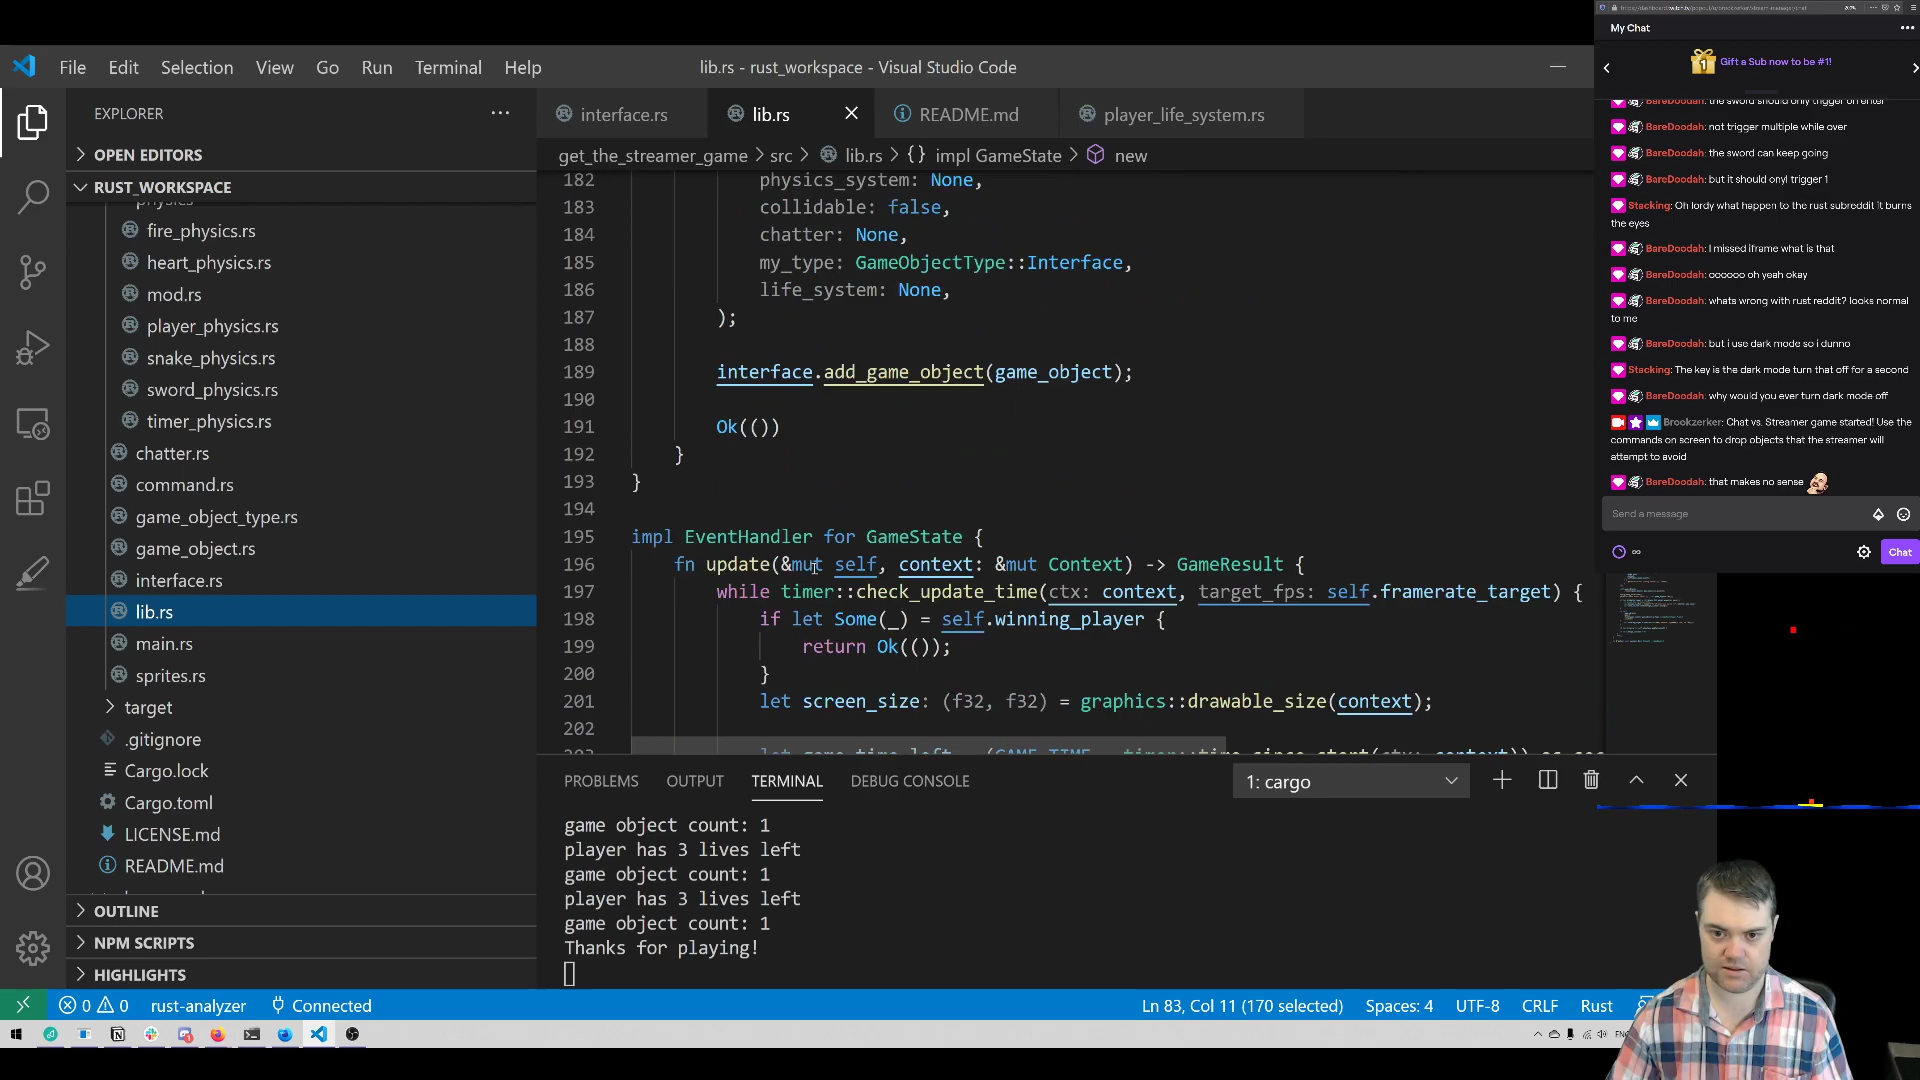 File Edit Selection View Go Run Terminal Help
lib.rs - rust_workspace - Visual Studio Code
EXPLORER
OPEN EDITORS
RUST_WORKSPACE
physics
fire_physics.rs
heart_physics.rs
mod.rs
player_physics.rs
snake_physics.rs
sword_physics.rs
timer_physics.rs
chatter.rs
command.rs
game_object_type.rs
game_object.rs
interface.rs
lib.rs
main.rs
sprites.rs
target
.gitignore
Cargo.lock
Cargo.toml
LICENSE.md
README.md
OUTLINE
NPM SCRIPTS
HIGHLIGHTS
interface.rs lib.rs README.md player_life_system.rs
get_the_streamer_game > src > lib.rs > {} impl GameState > new
182 physics_system: None,
183 collidable: false,
184 chatter: None,
185 my_type: GameObjectType::Interface,
186 life_system: None,
187 );
188
189 interface.add_game_object(game_object);
190
191 Ok(())
192 }
193 }
194
195 impl EventHandler for GameState {
196 fn update(&mut self, context: &mut Context) -> GameResult {
197 while timer::check_update_time(ctx: context, target_fps: self.framerate_target) {
198 if let Some(_) = self.winning_player {
199 return Ok(());
200 }
201 let screen_size: (f32, f32) = graphics::drawable_size(context);
202
PROBLEMS OUTPUT TERMINAL DEBUG CONSOLE 1: cargo
game object count: 1
player has 3 lives left
game object count: 1
player has 3 lives left
game object count: 1
Thanks for playing!
0 0 rust-analyzer Connected
Ln 83, Col 11 (170 selected) Spaces: 4 UTF-8 CRLF Rust
My Chat
1 Gift a Sub now to be #1!
BareDoodah: the sword should only trigger on enter
BareDoodah: not trigger multiple while over
BareDoodah: the sword can keep going
BareDoodah: but it should onyl trigger 1
Stacking: Oh lordy what happen to the rust subreddit it burns
the eyes
BareDoodah: I missed iframe what is that
BareDoodah: oooooo oh yeah okay
BareDoodah: whats wrong with rust reddit? looks normal
to me
BareDoodah: but i use dark mode so i dunno
Stacking: The key is the dark mode turn that off for a second
BareDoodah: why would you ever turn dark mode off
Brookzerker: Chat vs. Streamer game started! Use the
commands on screen to drop objects that the streamer will
attempt to avoid
BareDoodah: that makes no sense
Send a message
Chat